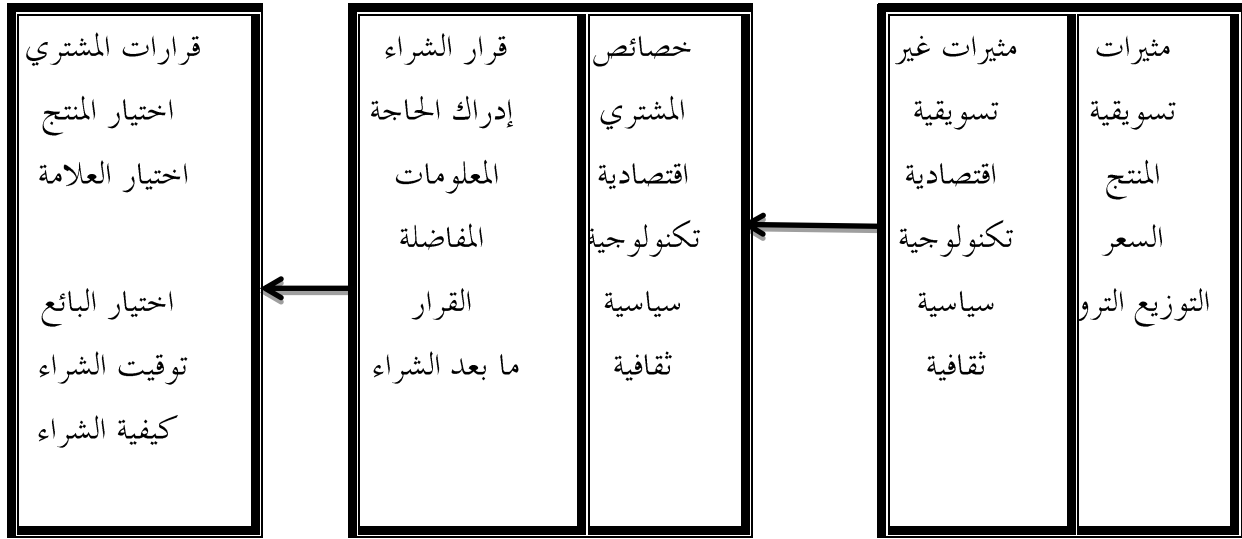 مثيرات
تسويقية
المنتج
السعر
التوزيع الترو
مثيرات غير
تسويقية
اقتصادية
تكنولوجية
سياسية
ثقافية
خصائص
المشتري
اقتصادية
تكنولوجية
سياسية
ثقافية
قرار الشراء
إدراك الحاجة
المعلومات
المفاضلة
القرار
ما بعد الشراء
قرارات المشتري
اختيار المنتج
اختيار العلامة
اختيار البائع
توقيت الشراء
كيفية الشراء